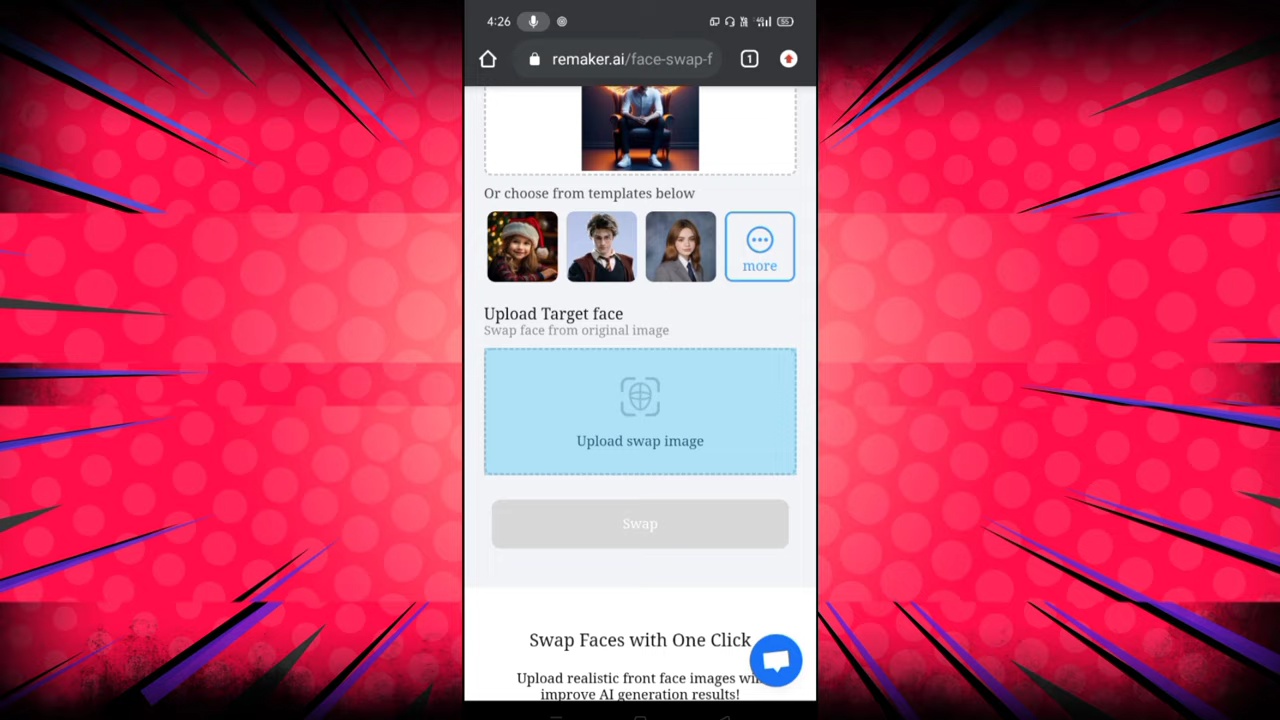 4:26
55
remaker.ai/face-swap-f
1
Or choose from templates below
more
Upload Target face
Swap face from original image
Upload swap image
Swap
Swap Faces with One Click
Upload realistic front face images
improve AI generation results!